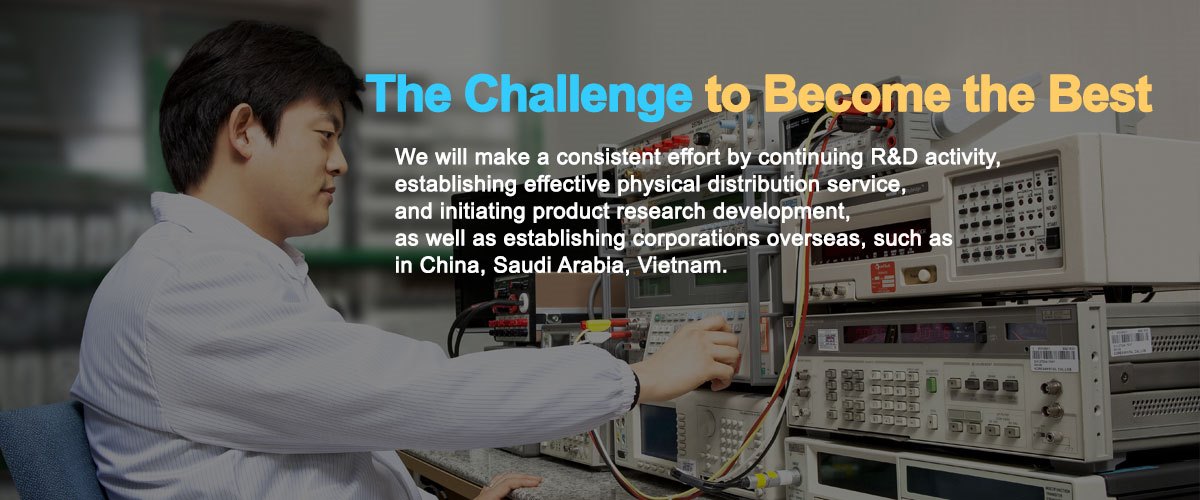 The Challenge to Become the Best
We will make a consistent effort by continuing R&D activity,
establishing effective physical distribution service,
and initiating product research development,
as well as establishing corporations overseas, such as
in China, Saudi Arabia, Vietnam.